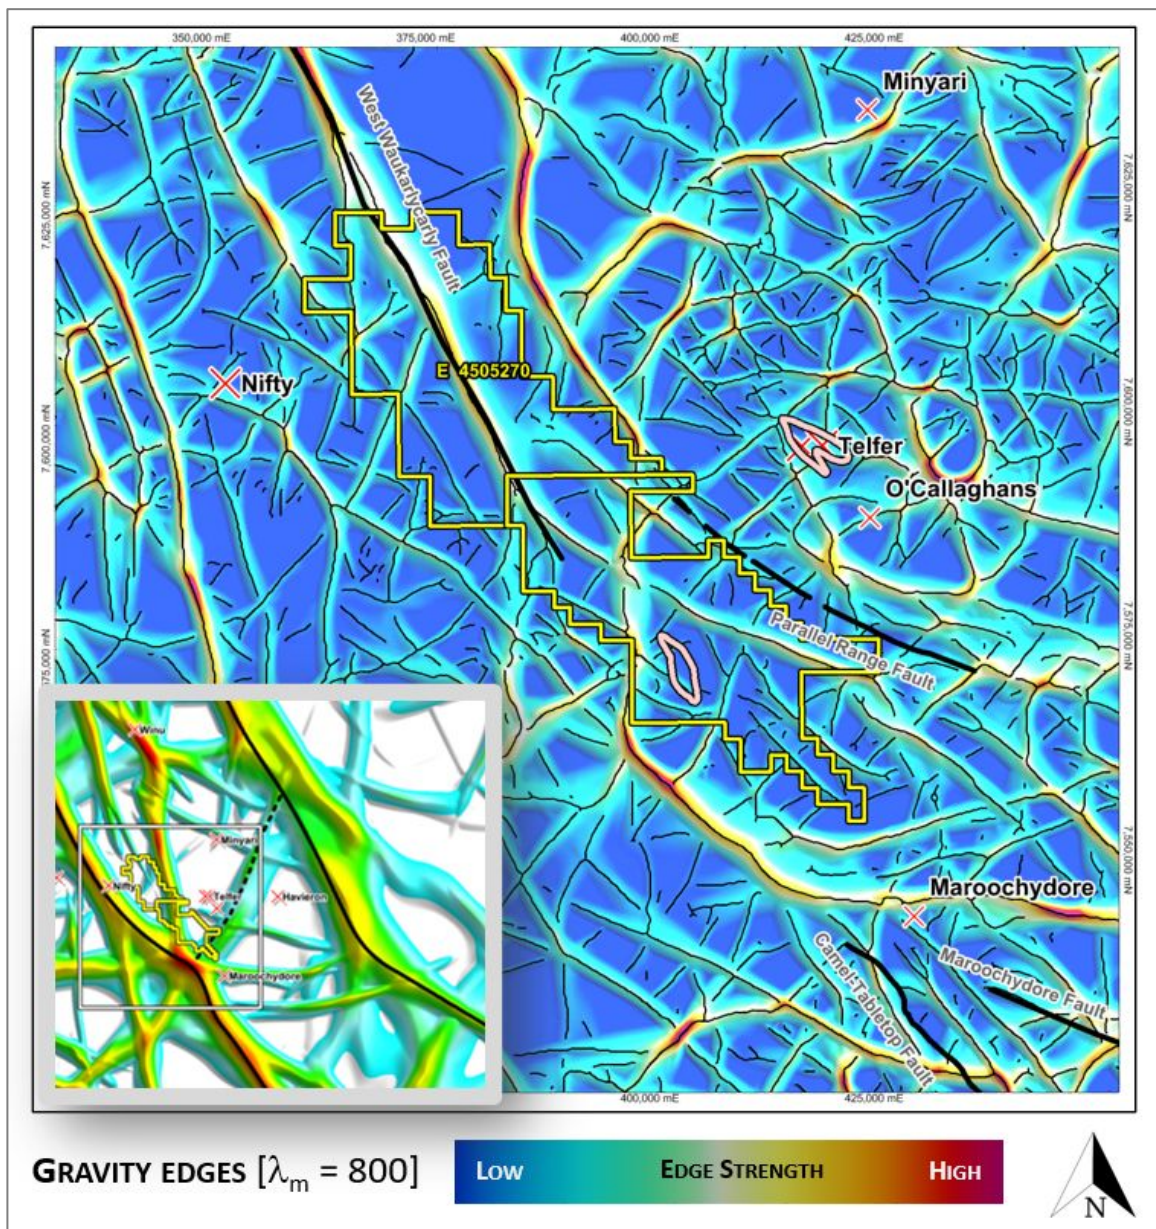 350,000 mE
375,000 mE
400,000 mE
425,000 mE
Minyari
West Waukarlycarly Fault
7,625,000 mN
7,625,000 mN
E 4505270
Nifty
7,600,000 mN
7,600,000 mN
Telfer
O'Callaghans
7,575,000 mN
Parallel Range Fault
75,000 mN
Winu
Minyari
Nifty
Telfer
Havieron
Maroochydore
7,550,000 mN
Maroochydore
Camel-Tabletop Fault
Maroochydore Fault
400,000 mE
425,000 mE
GRAVITY EDGES [λm = 800]
LOW
EDGE STRENGTH
HIGH
N